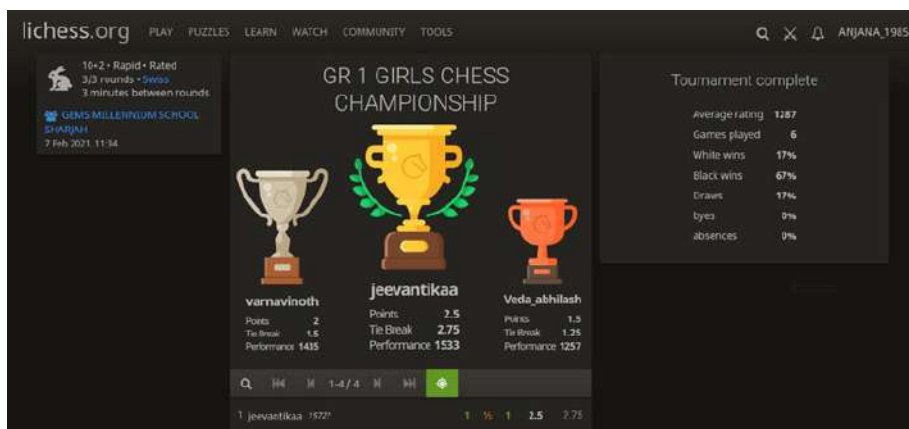 lichess.org PLAY PUZZLES LEARN WATCH COMMUNITY TOOLS ANJANA_1985
10+2 • Rapid • Rated
3/3 rounds • Swiss
3 minutes between rounds
GEMS MILLENNIUM SCHOOL
SHARJAH
7 Feb 2021, 11:34
GR 1 GIRLS CHESS
CHAMPIONSHIP
varnavinoth
Points 2
Tie Break 1.5
Performance 1435
jeevantikaa
Points 2.5
Tie Break 2.75
Performance 1533
Veda_abhilash
Points 1.5
Tie Break 1.25
Performance 1257
1-4 / 4
1 jeevantikaa 1572? 1 ½ 1 2.5 2.75
Tournament complete
Average rating 1287
Games played 6
White wins 17%
Black wins 67%
Draws 17%
byes 0%
absences 0%